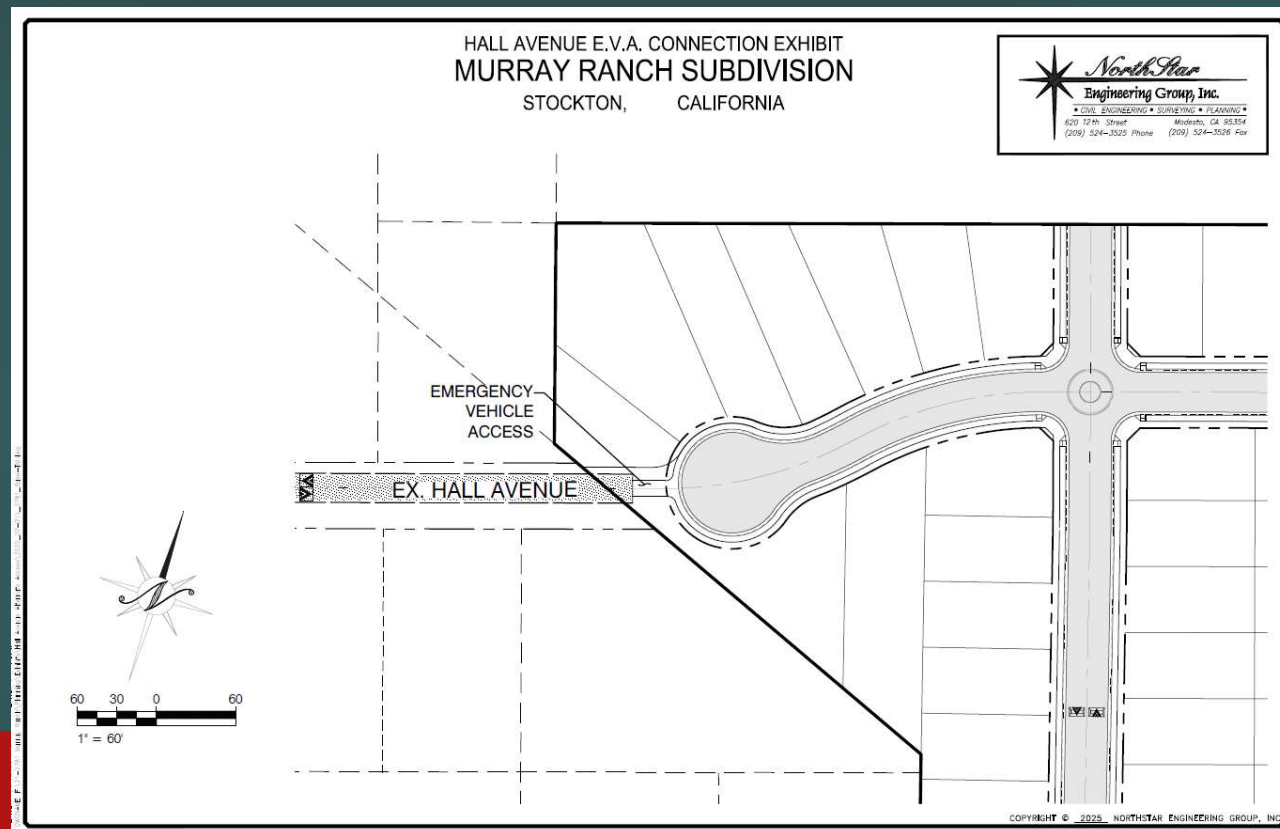 HALL AVENUE E.V.A. CONNECTION EXHIBIT
MURRAY RANCH SUBDIVISION
STOCKTON, CALIFORNIA
NorthStar
Engineering Group, Inc.
• CIVIL ENGINEERING • SURVEYING • PLANNING •
620 12th Street Modesto, CA 95354
(209) 524-3525 Phone (209) 524-3526 Fax
EMERGENCY
VEHICLE
ACCESS
EX. HALL AVENUE
60 30 0 60
1" = 60'
COPYRIGHT © 2025 NORTHSTAR ENGINEERING GROUP, INC